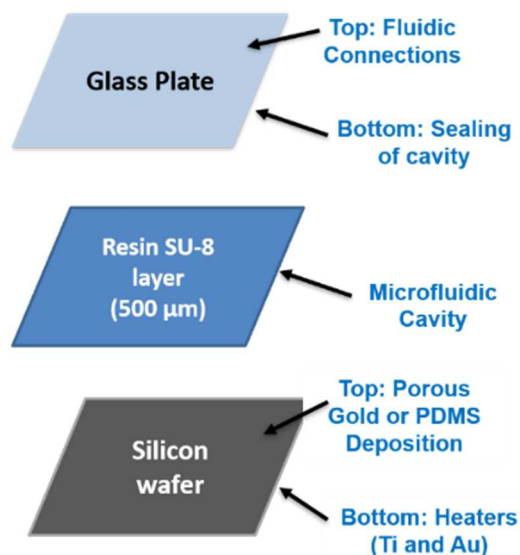 Top: Fluidic
Connections
Glass Plate
Bottom: Sealing
of cavity
Resin SU-8
layer
(500 µm)
Microfluidic
Cavity
Top: Porous
Gold or PDMS
Deposition
Silicon
wafer
Bottom: Heaters
(Ti and Au)